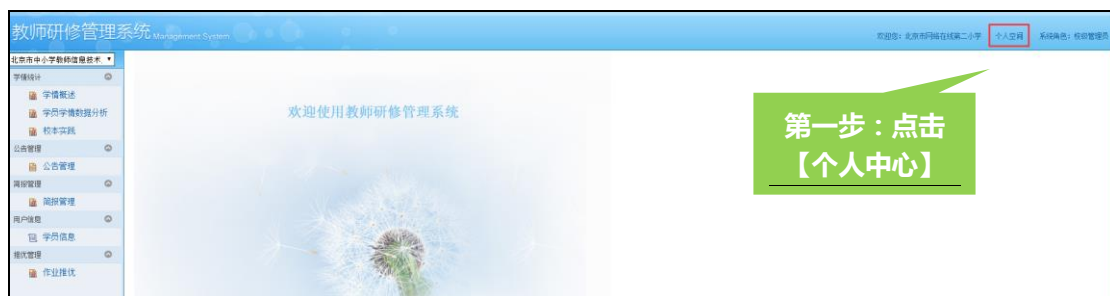 教师研修管理系统 Management System
欢迎您：北京市网络在线第二小学 个人空间 系统角色：校级管理员
北京市中小学教师信息技术
学情统计
学情概述
学员学情数据分析
校本实践
公告管理
公告管理
简报管理
简报管理
用户信息
学员信息
推优管理
作业推优
欢迎使用教师研修管理系统
第一步：点击
【个人中心】